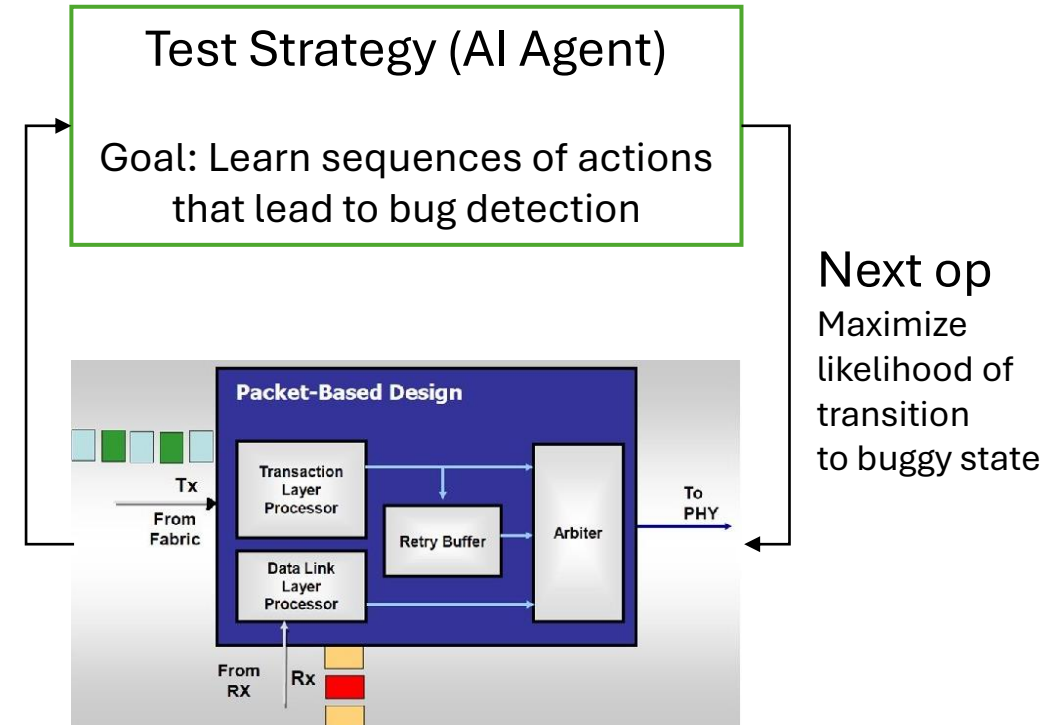 Test Strategy (AI Agent)
Goal: Learn sequences of actions
that lead to bug detection
Next op
Maximize
likelihood of
transition
to buggy state
Packet-Based Design
Transaction
Layer
Processor
Tx
From
Fabric
Retry Buffer
Arbiter
To
PHY
Data Link
Layer
Processor
From
RX
Rx